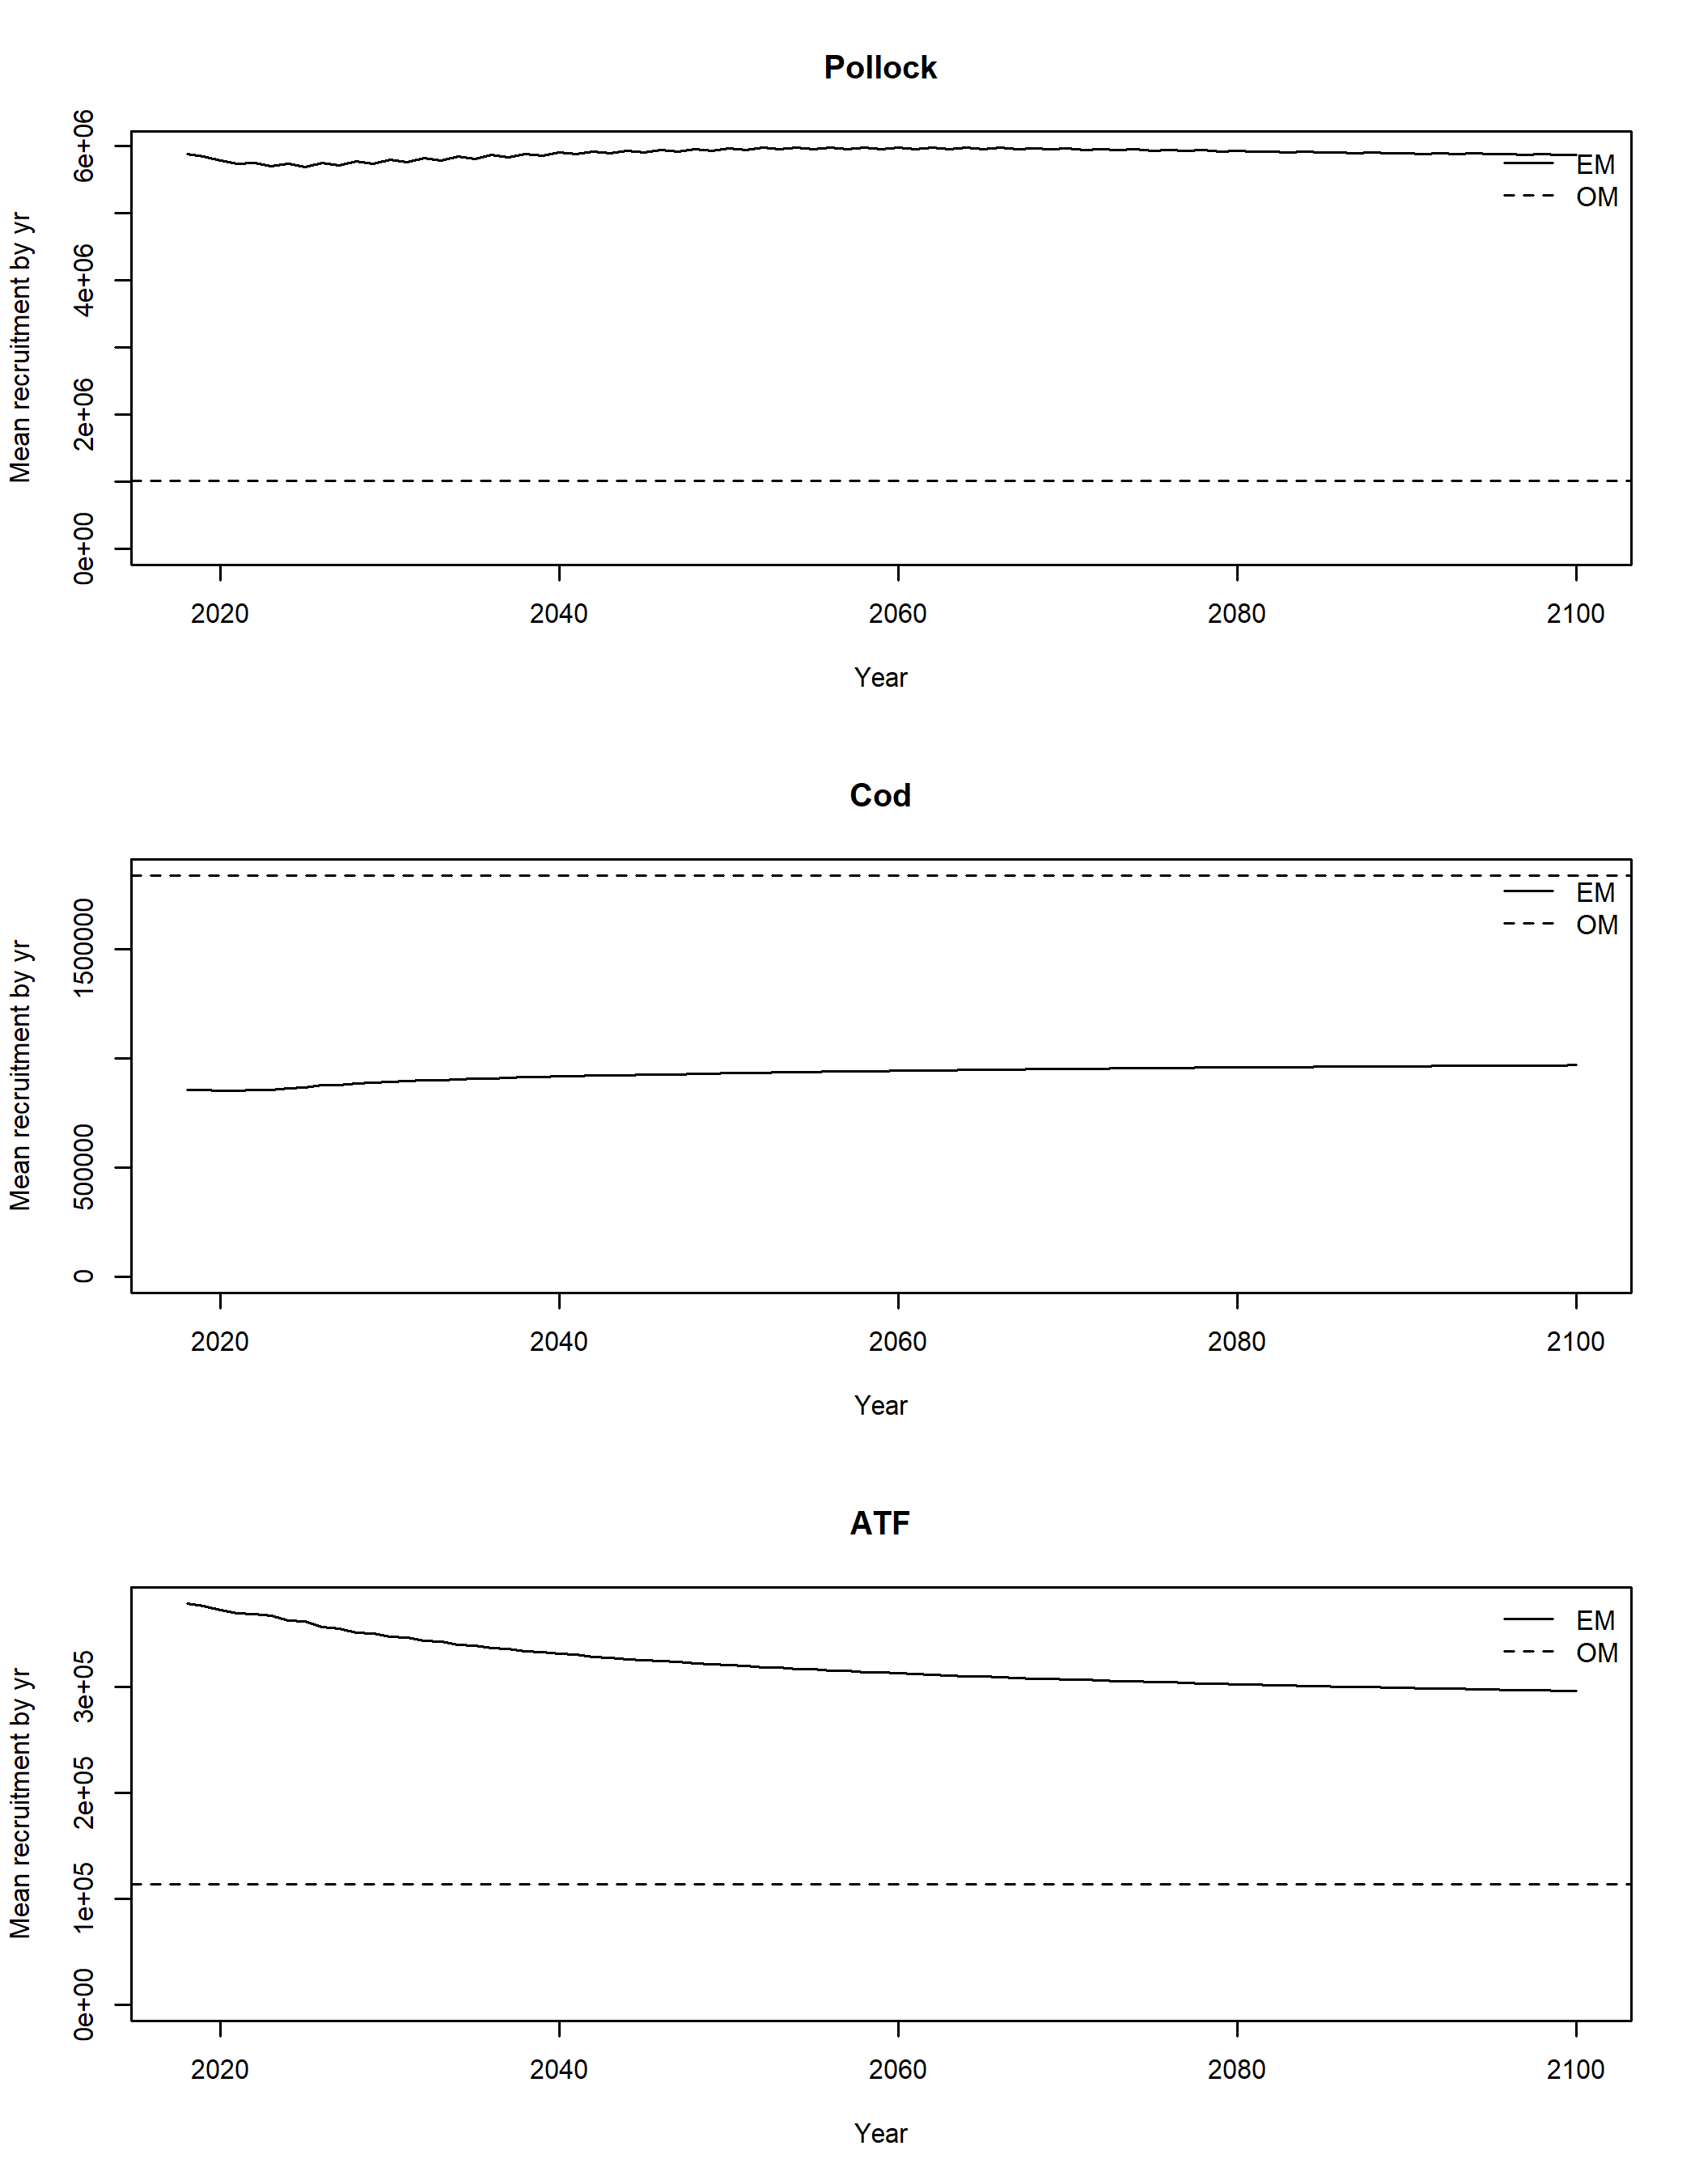 Pollock
Mean recruitment by yr
6e+06
4e+06
2e+06
0e+00
EM
OM
2020 2040 2060 2080 2100
Year
Cod
Mean recruitment by yr
1500000
500000
0
EM
OM
2020 2040 2060 2080 2100
Year
ATF
Mean recruitment by yr
3e+05
2e+05
1e+05
0e+00
EM
OM
2020 2040 2060 2080 2100
Year